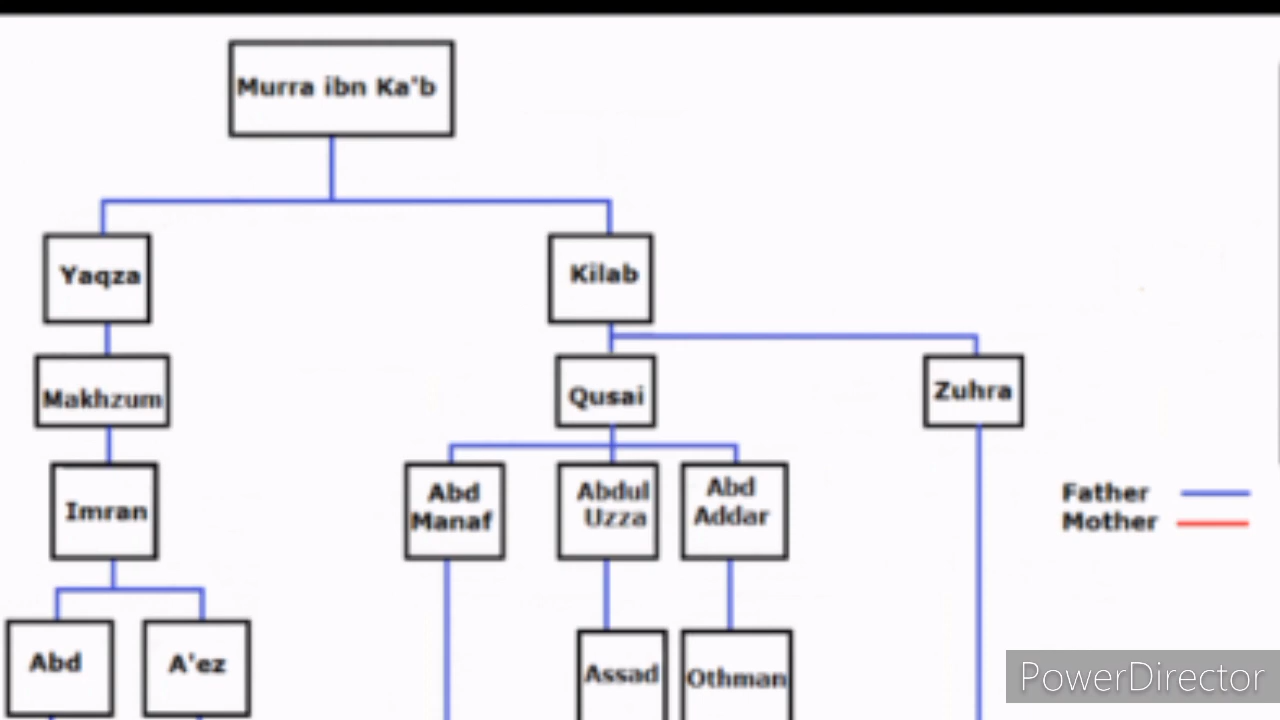 Murra ibn Ka'b
Yaqza
Kilab
Makhzum
Qusai
Zuhra
Imran
Abd
Manaf
Abdul
Uzza
Abd
Addar
Father
Mother
Abd
A'ez
Assad
Othman
PowerDirector